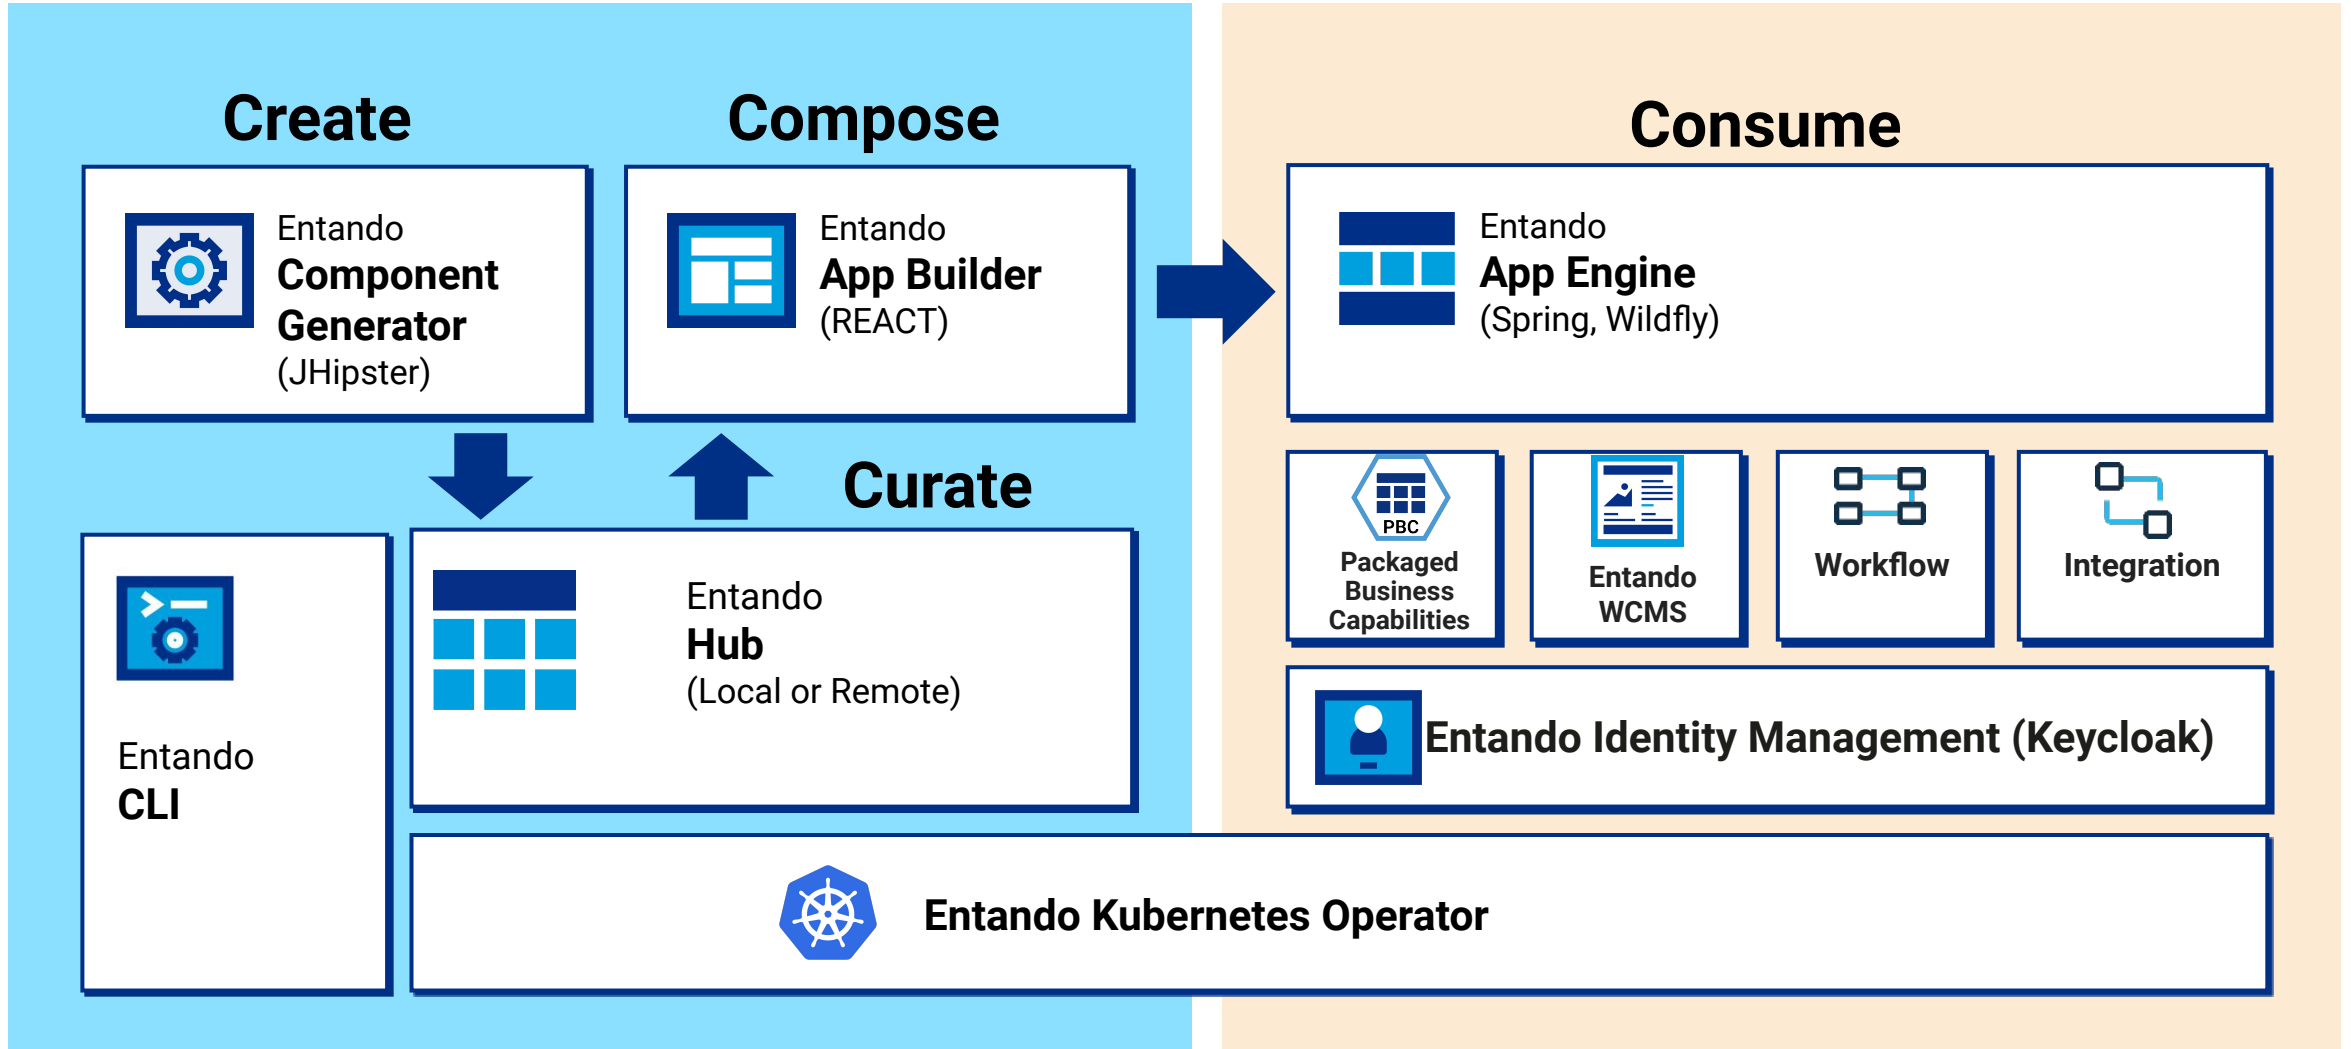 Create
Entando
Component
Generator
(JHipster)
Compose
Entando
App Builder
(REACT)
Curate
Entando
Hub
(Local or Remote)
Entando
CLI
Consume
Entando
App Engine
(Spring, Wildfly)
PBC
Packaged
Business
Capabilities
Entando
WCMS
Workflow
Integration
Entando Identity Management (Keycloak)
Entando Kubernetes Operator